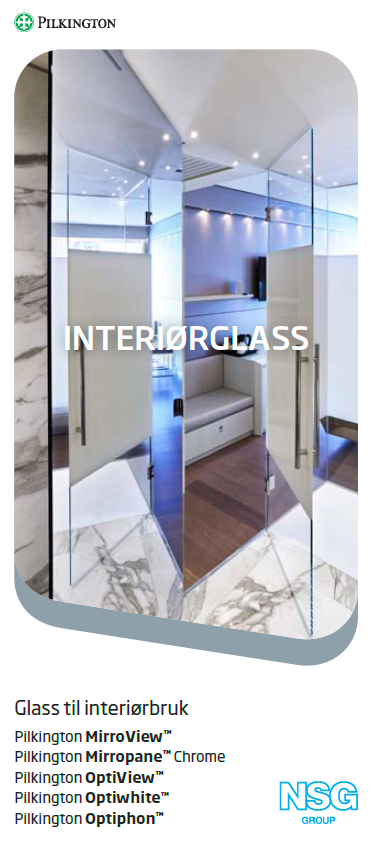 PILKINGTON
INTERIØRGLASS
Glass til interiørbruk
Pilkington MirroView™
Pilkington Mirropane™ Chrome
Pilkington OptiView™
Pilkington Optiwhite™
Pilkington Optiphon™
NSG
GROUP